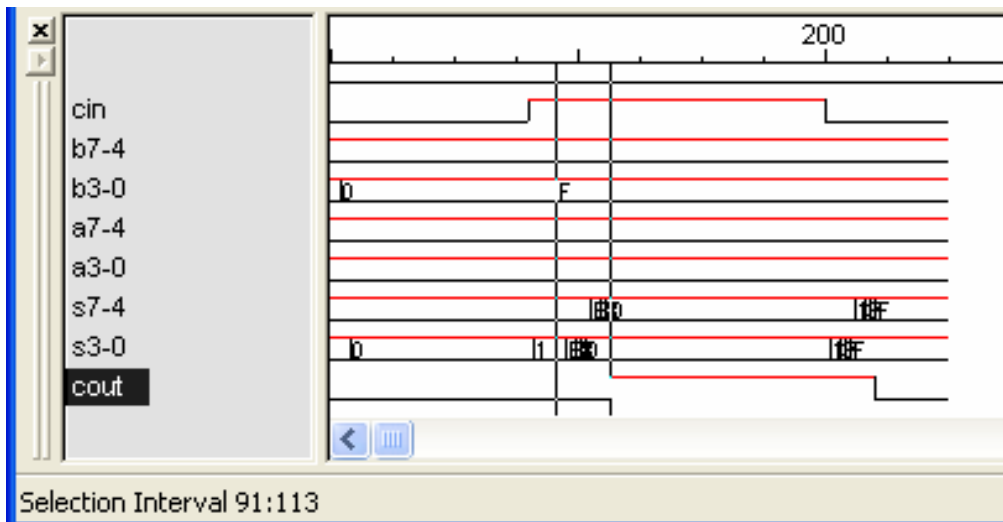 200
cin
b7-4
b3-0 0 F
a7-4
a3-0
s7-4
s3-0 0 1
cout
Selection Interval 91:113